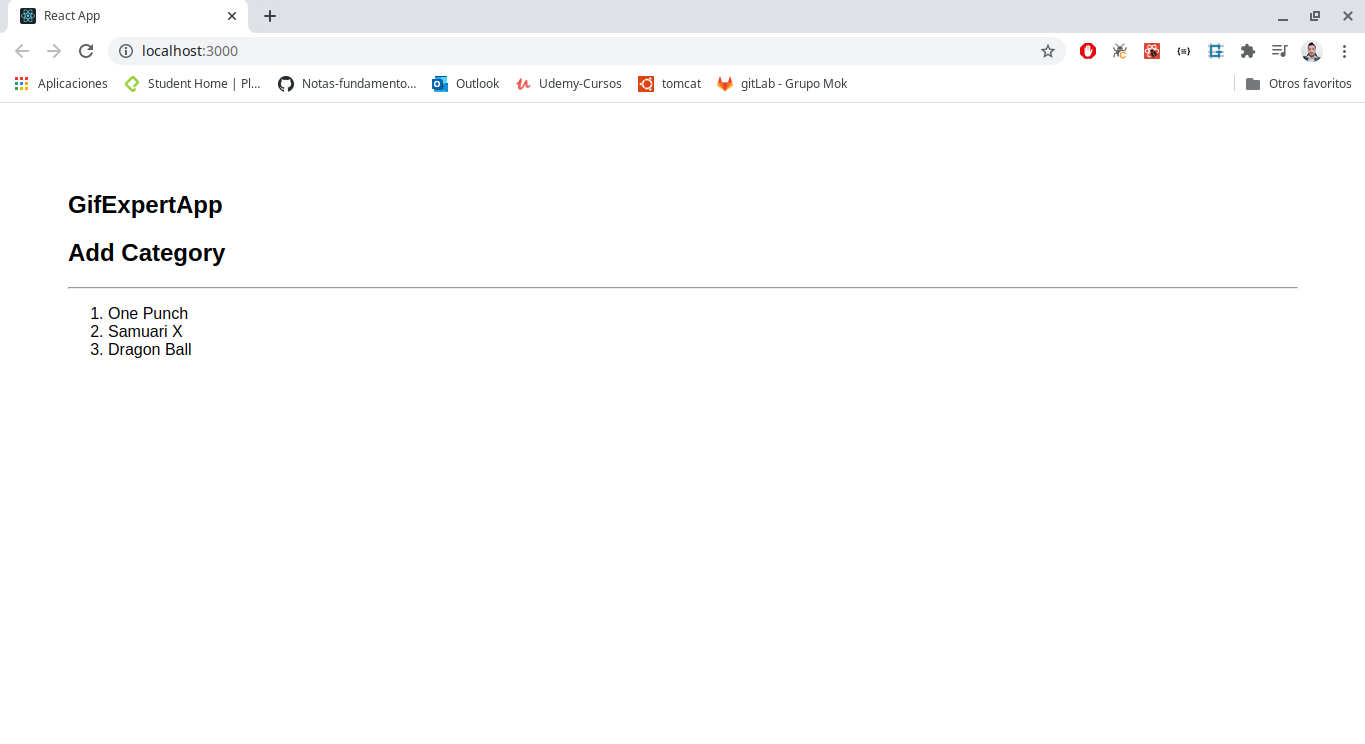 React App
localhost:3000
Aplicaciones
Student Home | Pl...
Notas-fundamento...
Outlook
Udemy-Cursos
tomcat
gitLab - Grupo Mok
Otros favoritos
GifExpertApp
Add Category
1. One Punch
2. Samuari X
3. Dragon Ball